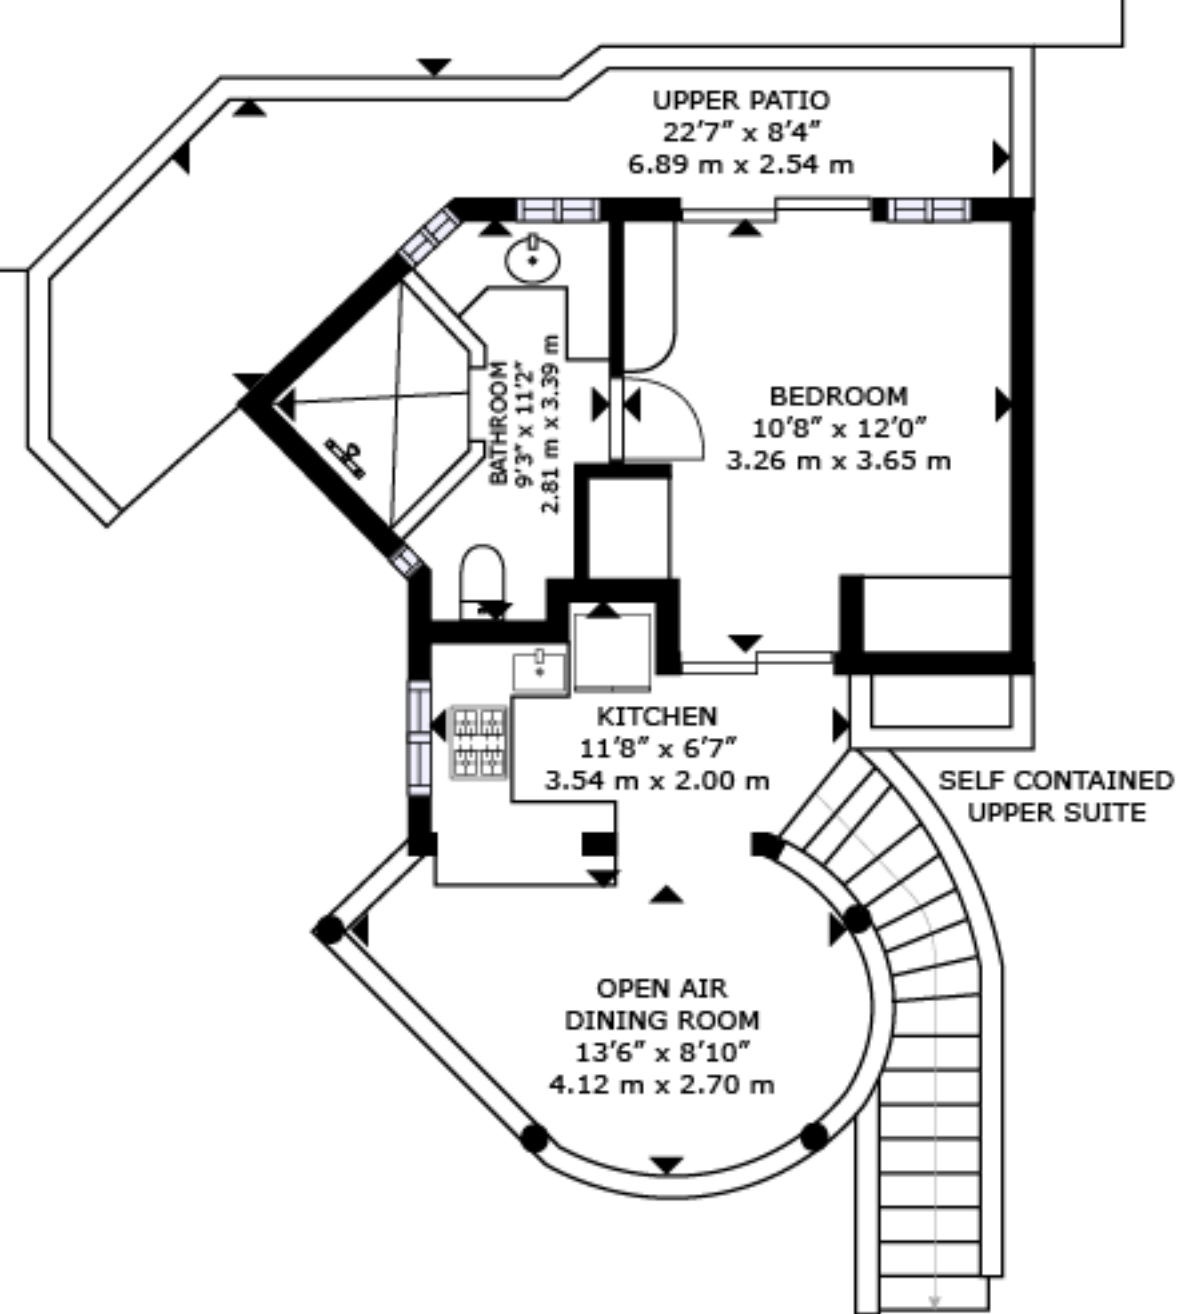 UPPER PATIO
22’7” x 8’4”
6.89 m x 2.54 m
BATHROOM
9’3” x 11’2”
2.81 m x 3.39 m
BEDROOM
10’8” x 12’0”
3.26 m x 3.65 m
KITCHEN
11’8” x 6’7”
3.54 m x 2.00 m
SELF CONTAINED
UPPER SUITE
OPEN AIR
DINING ROOM
13’6” x 8’10”
4.12 m x 2.70 m